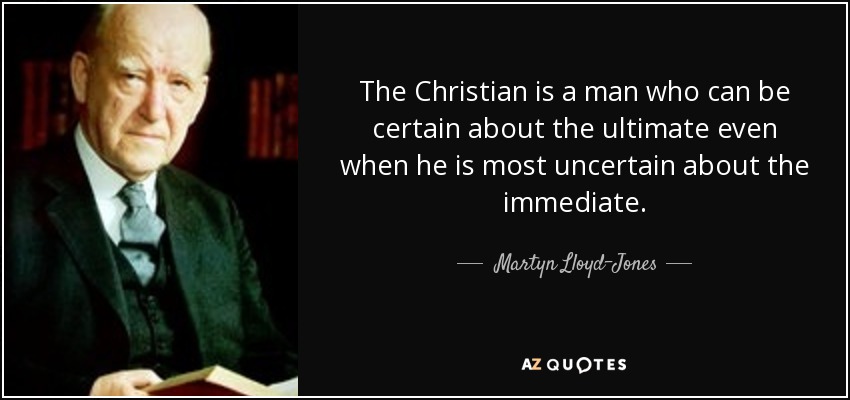 The Christian is a man who can be
certain about the ultimate even
when he is most uncertain about the
immediate.
Martyn Lloyd-Jones
AZ QUOTES